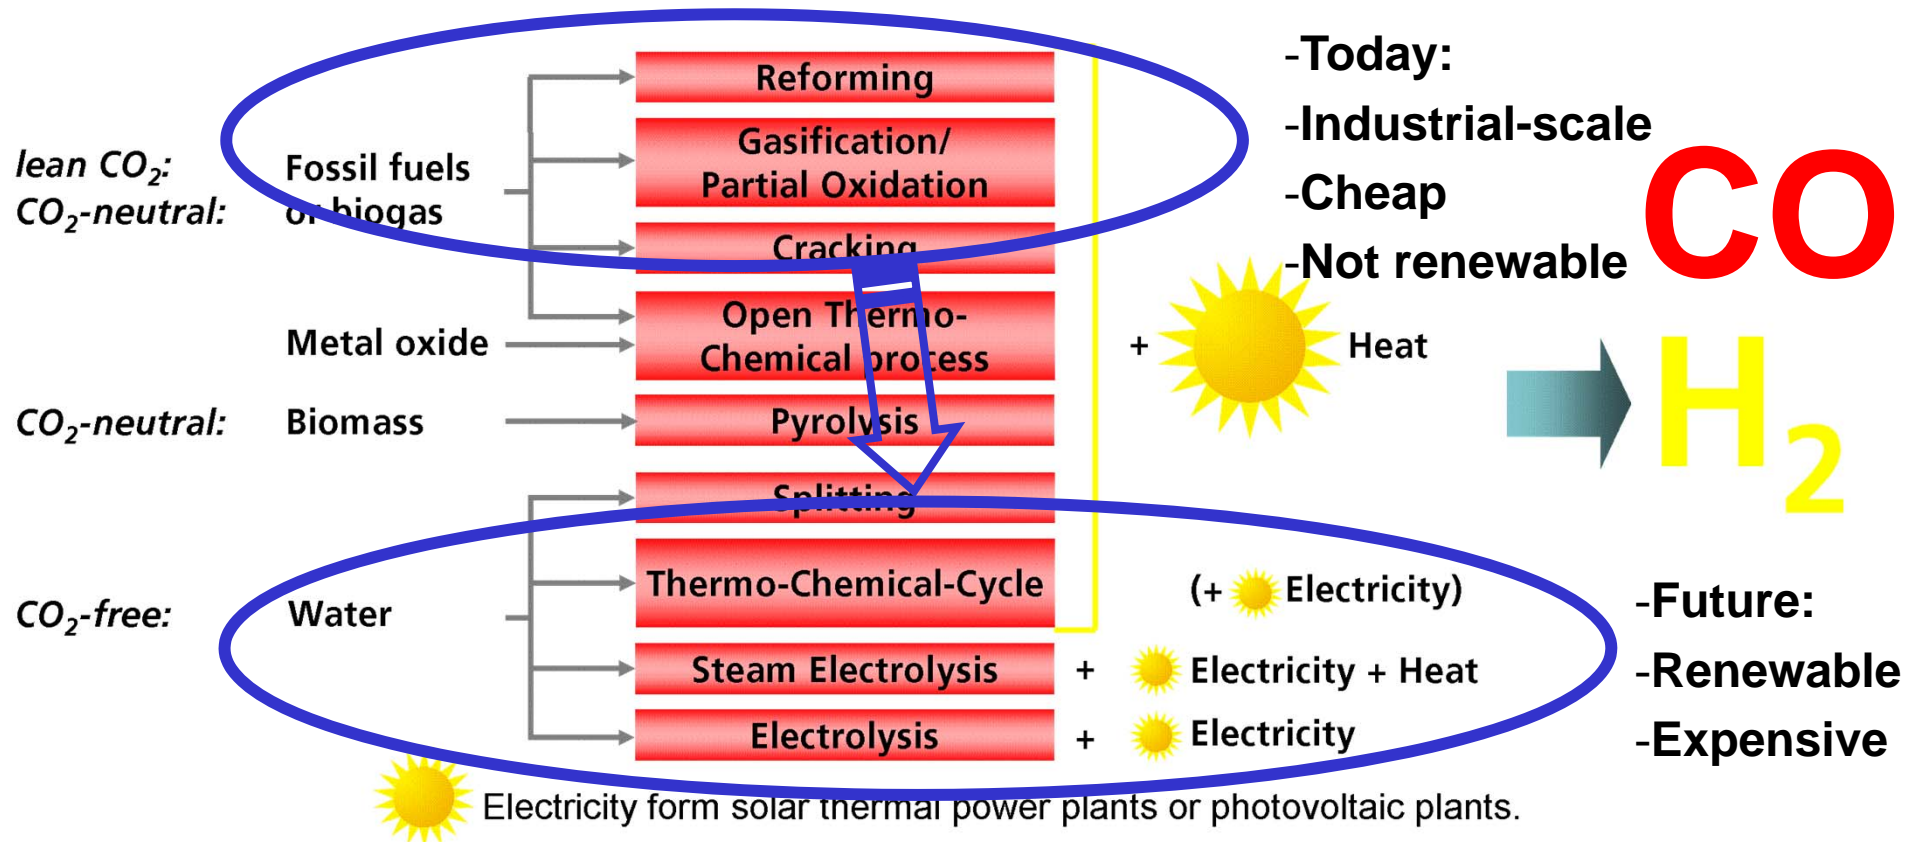 Reforming
Gasification/
Partial Oxidation
Cracking
Open Thermo-
Chemical process
Pyrolysis
Splitting
Thermo-Chemical-Cycle
Steam Electrolysis
Electrolysis
lean CO₂:
CO₂-neutral:
Fossil fuels
or biogas
Metal oxide
CO₂-neutral:
Biomass
CO₂-free:
Water
+
Heat
(+
Electricity)
+
Electricity + Heat
+
Electricity
-Today:
-Industrial-scale
-Cheap
-Not renewable
CO
H₂
-Future:
-Renewable
-Expensive
Electricity form solar thermal power plants or photovoltaic plants.